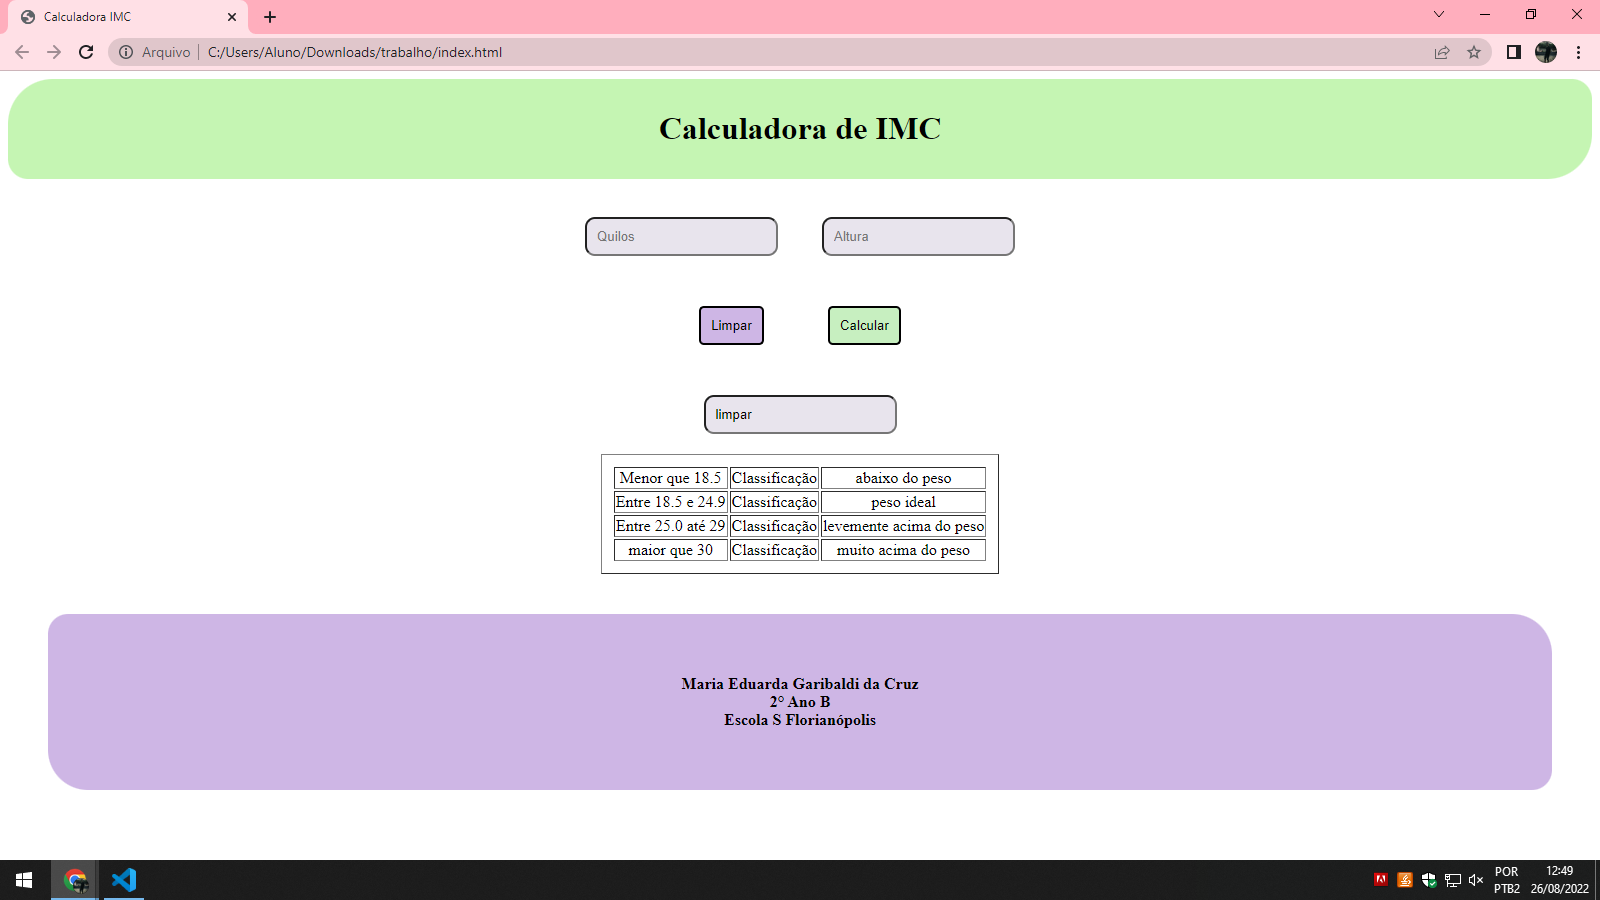 Calculadora IMC
Arquivo C:/Users/Aluno/Downloads/trabalho/index.html
Calculadora de IMC
Quilos Altura
Limpar Calcular
limpar
Menor que 18.5 Classificação abaixo do peso
Entre 18.5 e 24.9 Classificação peso ideal
Entre 25.0 até 29 Classificação levemente acima do peso
maior que 30 Classificação muito acima do peso
Maria Eduarda Garibaldi da Cruz
2° Ano B
Escola S Florianópolis
POR 12:49
PTB2 26/08/2022